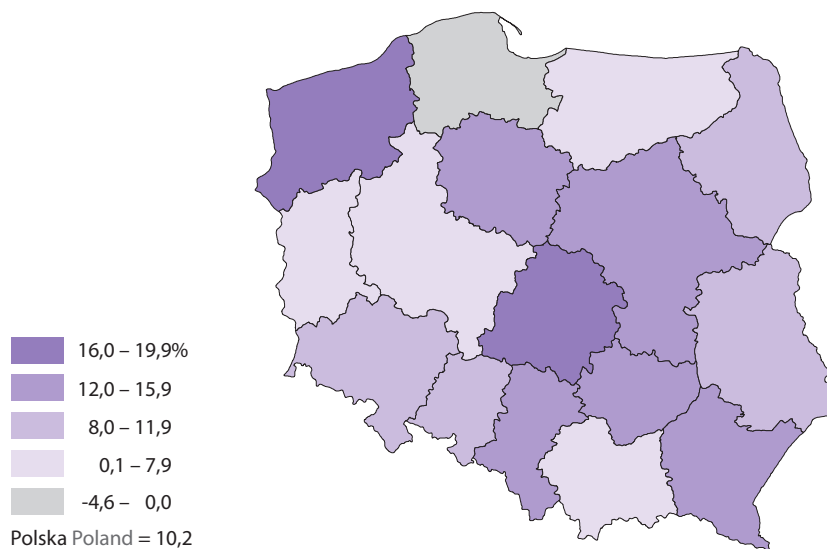 16,0 – 19,9%
12,0 – 15,9
8,0 – 11,9
0,1 – 7,9
-4,6 – 0,0
Polska Poland = 10,2